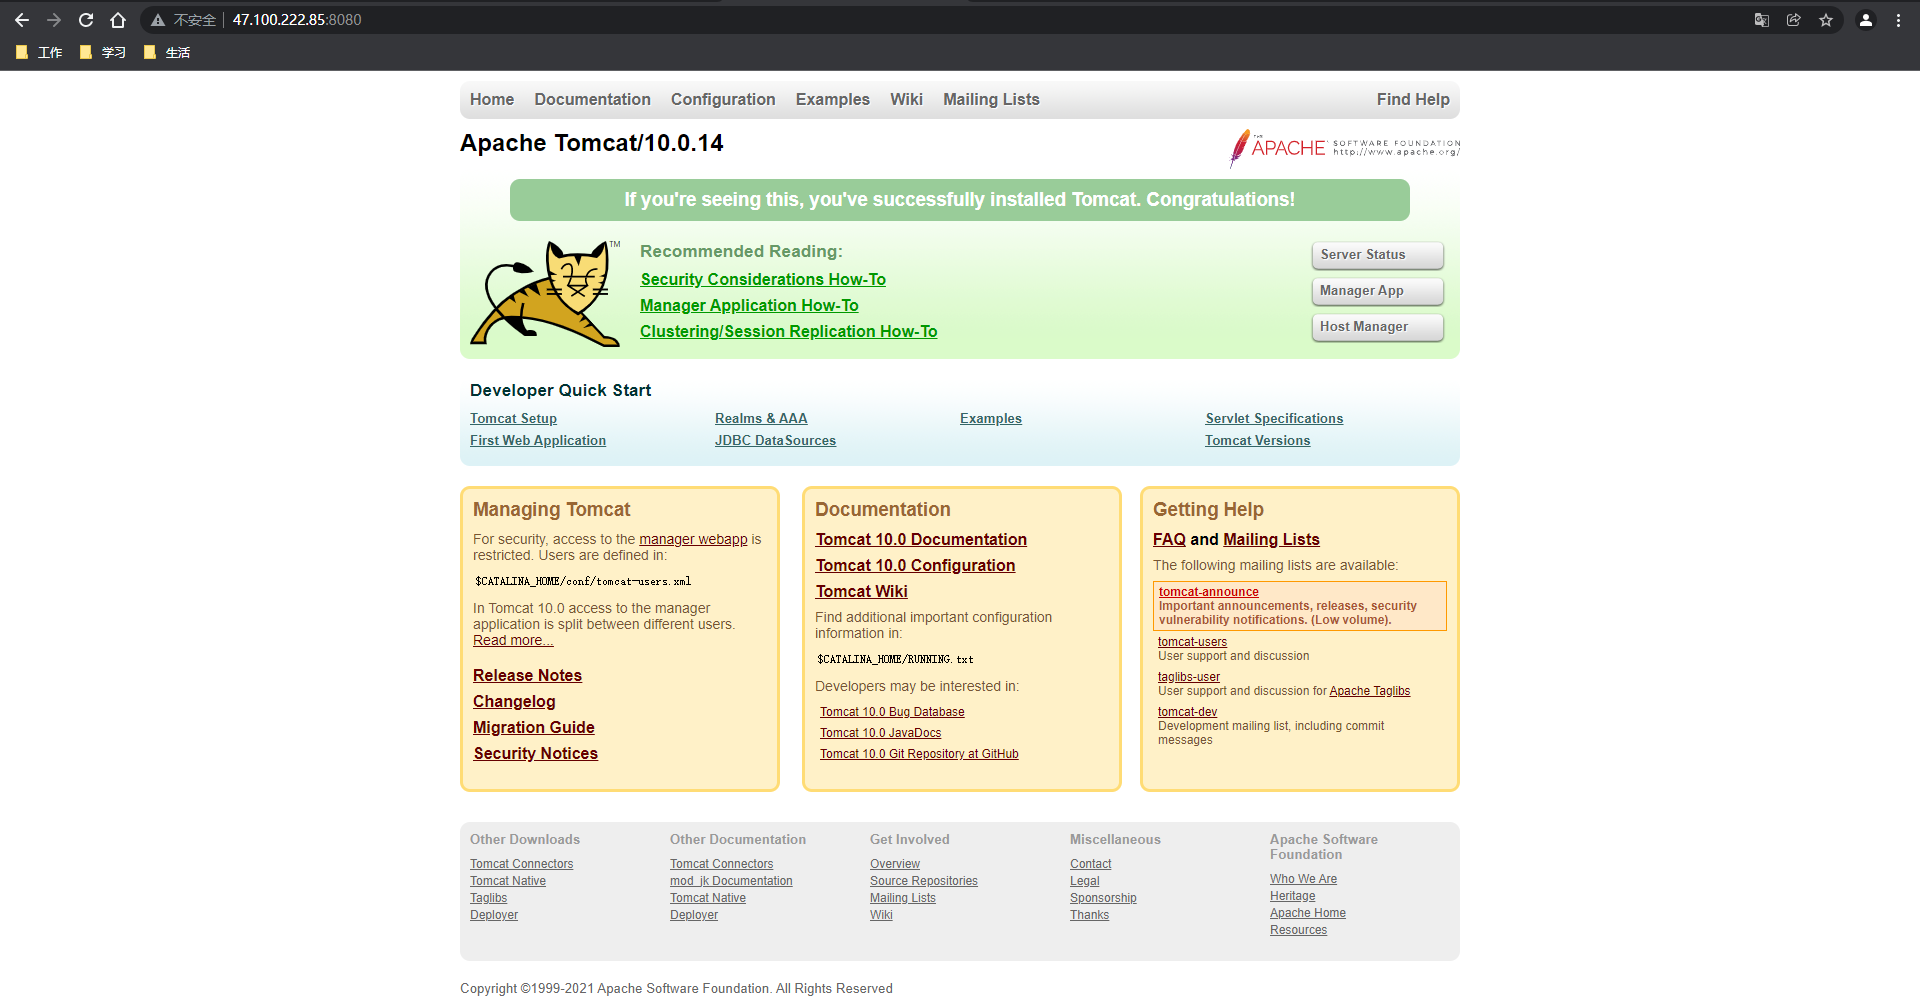 不安全 47.100.222.85:8080
工作 学习 生活
Home Documentation Configuration Examples Wiki Mailing Lists Find Help
Apache Tomcat/10.0.14
THE APACHE SOFTWARE FOUNDATION
http://www.apache.org/
If you're seeing this, you've successfully installed Tomcat. Congratulations!
TM
Recommended Reading:
Security Considerations How-To
Manager Application How-To
Clustering/Session Replication How-To
Server Status
Manager App
Host Manager
Developer Quick Start
Tomcat Setup
First Web Application
Realms & AAA
JDBC DataSources
Examples
Servlet Specifications
Tomcat Versions
Managing Tomcat
For security, access to the manager webapp is
restricted. Users are defined in:
$CATALINA_HOME/conf/tomcat-users.xml
In Tomcat 10.0 access to the manager
application is split between different users.
Read more...
Release Notes
Changelog
Migration Guide
Security Notices
Documentation
Tomcat 10.0 Documentation
Tomcat 10.0 Configuration
Tomcat Wiki
Find additional important configuration
information in:
$CATALINA_HOME/RUNNING.txt
Developers may be interested in:
Tomcat 10.0 Bug Database
Tomcat 10.0 JavaDocs
Tomcat 10.0 Git Repository at GitHub
Getting Help
FAQ and Mailing Lists
The following mailing lists are available:
tomcat-announce
Important announcements, releases, security
vulnerability notifications. (Low volume).
tomcat-users
User support and discussion
taglibs-user
User support and discussion for Apache Taglibs
tomcat-dev
Development mailing list, including commit
messages
Other Downloads
Tomcat Connectors
Tomcat Native
Taglibs
Deployer
Other Documentation
Tomcat Connectors
mod_jk Documentation
Tomcat Native
Deployer
Get Involved
Overview
Source Repositories
Mailing Lists
Wiki
Miscellaneous
Contact
Legal
Sponsorship
Thanks
Apache Software
Foundation
Who We Are
Heritage
Apache Home
Resources
Copyright ©1999-2021 Apache Software Foundation. All Rights Reserved